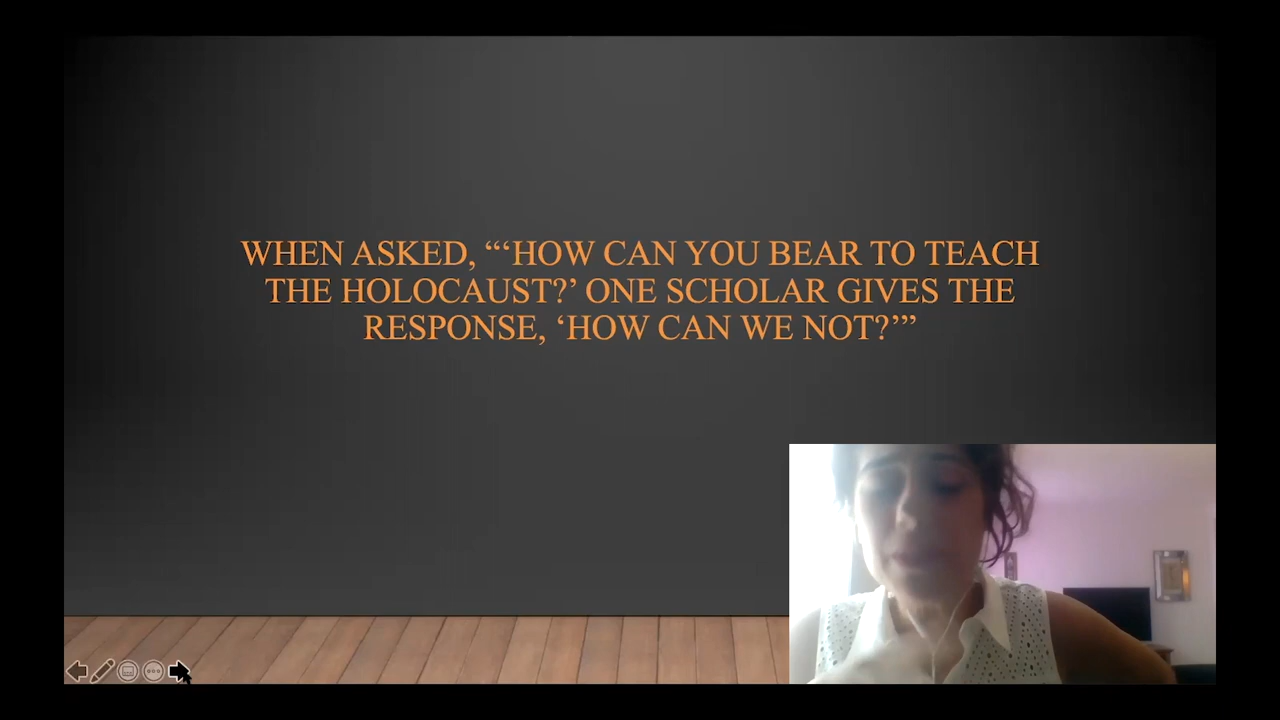 WHEN ASKED, “‘HOW CAN YOU BEAR TO TEACH
THE HOLOCAUST?’ ONE SCHOLAR GIVES THE
RESPONSE, ‘HOW CAN WE NOT?’”